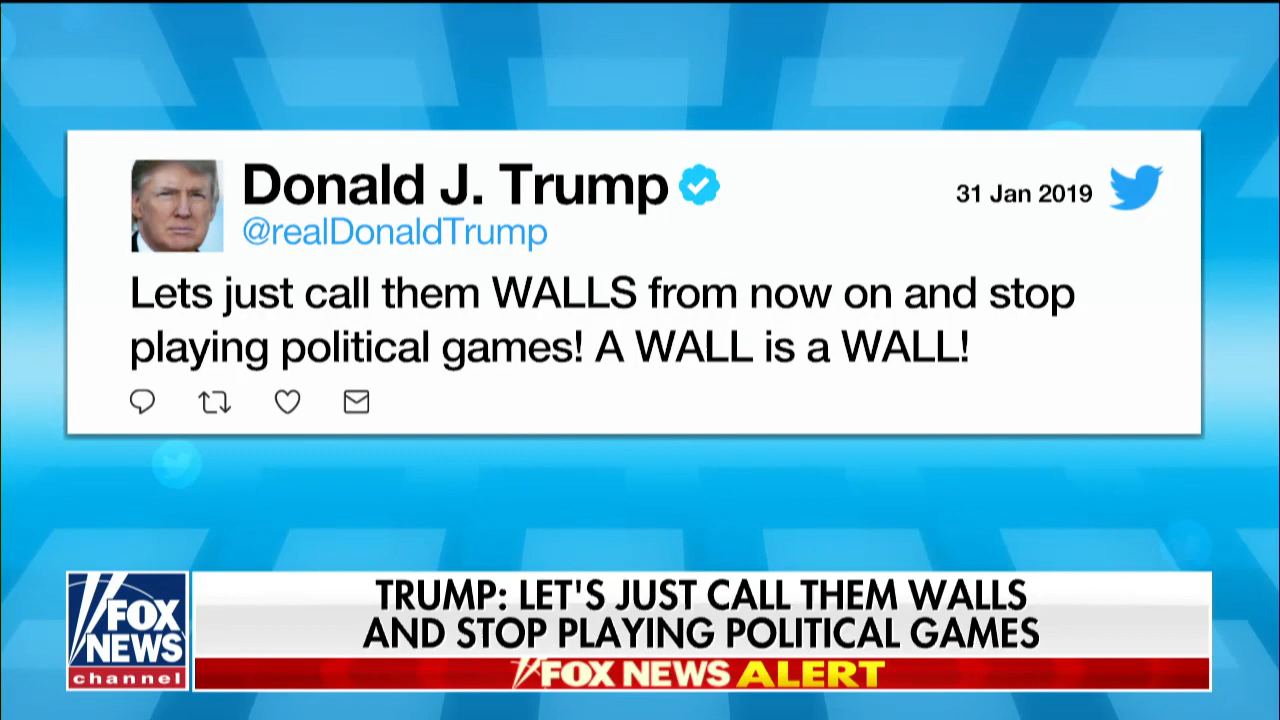 Donald J. Trump
@realDonaldTrump
31 Jan 2019
Lets just call them WALLS from now on and stop
playing political games! A WALL is a WALL!
FOX
NEWS
channel
TRUMP: LET'S JUST CALL THEM WALLS
AND STOP PLAYING POLITICAL GAMES
FOX NEWS ALERT